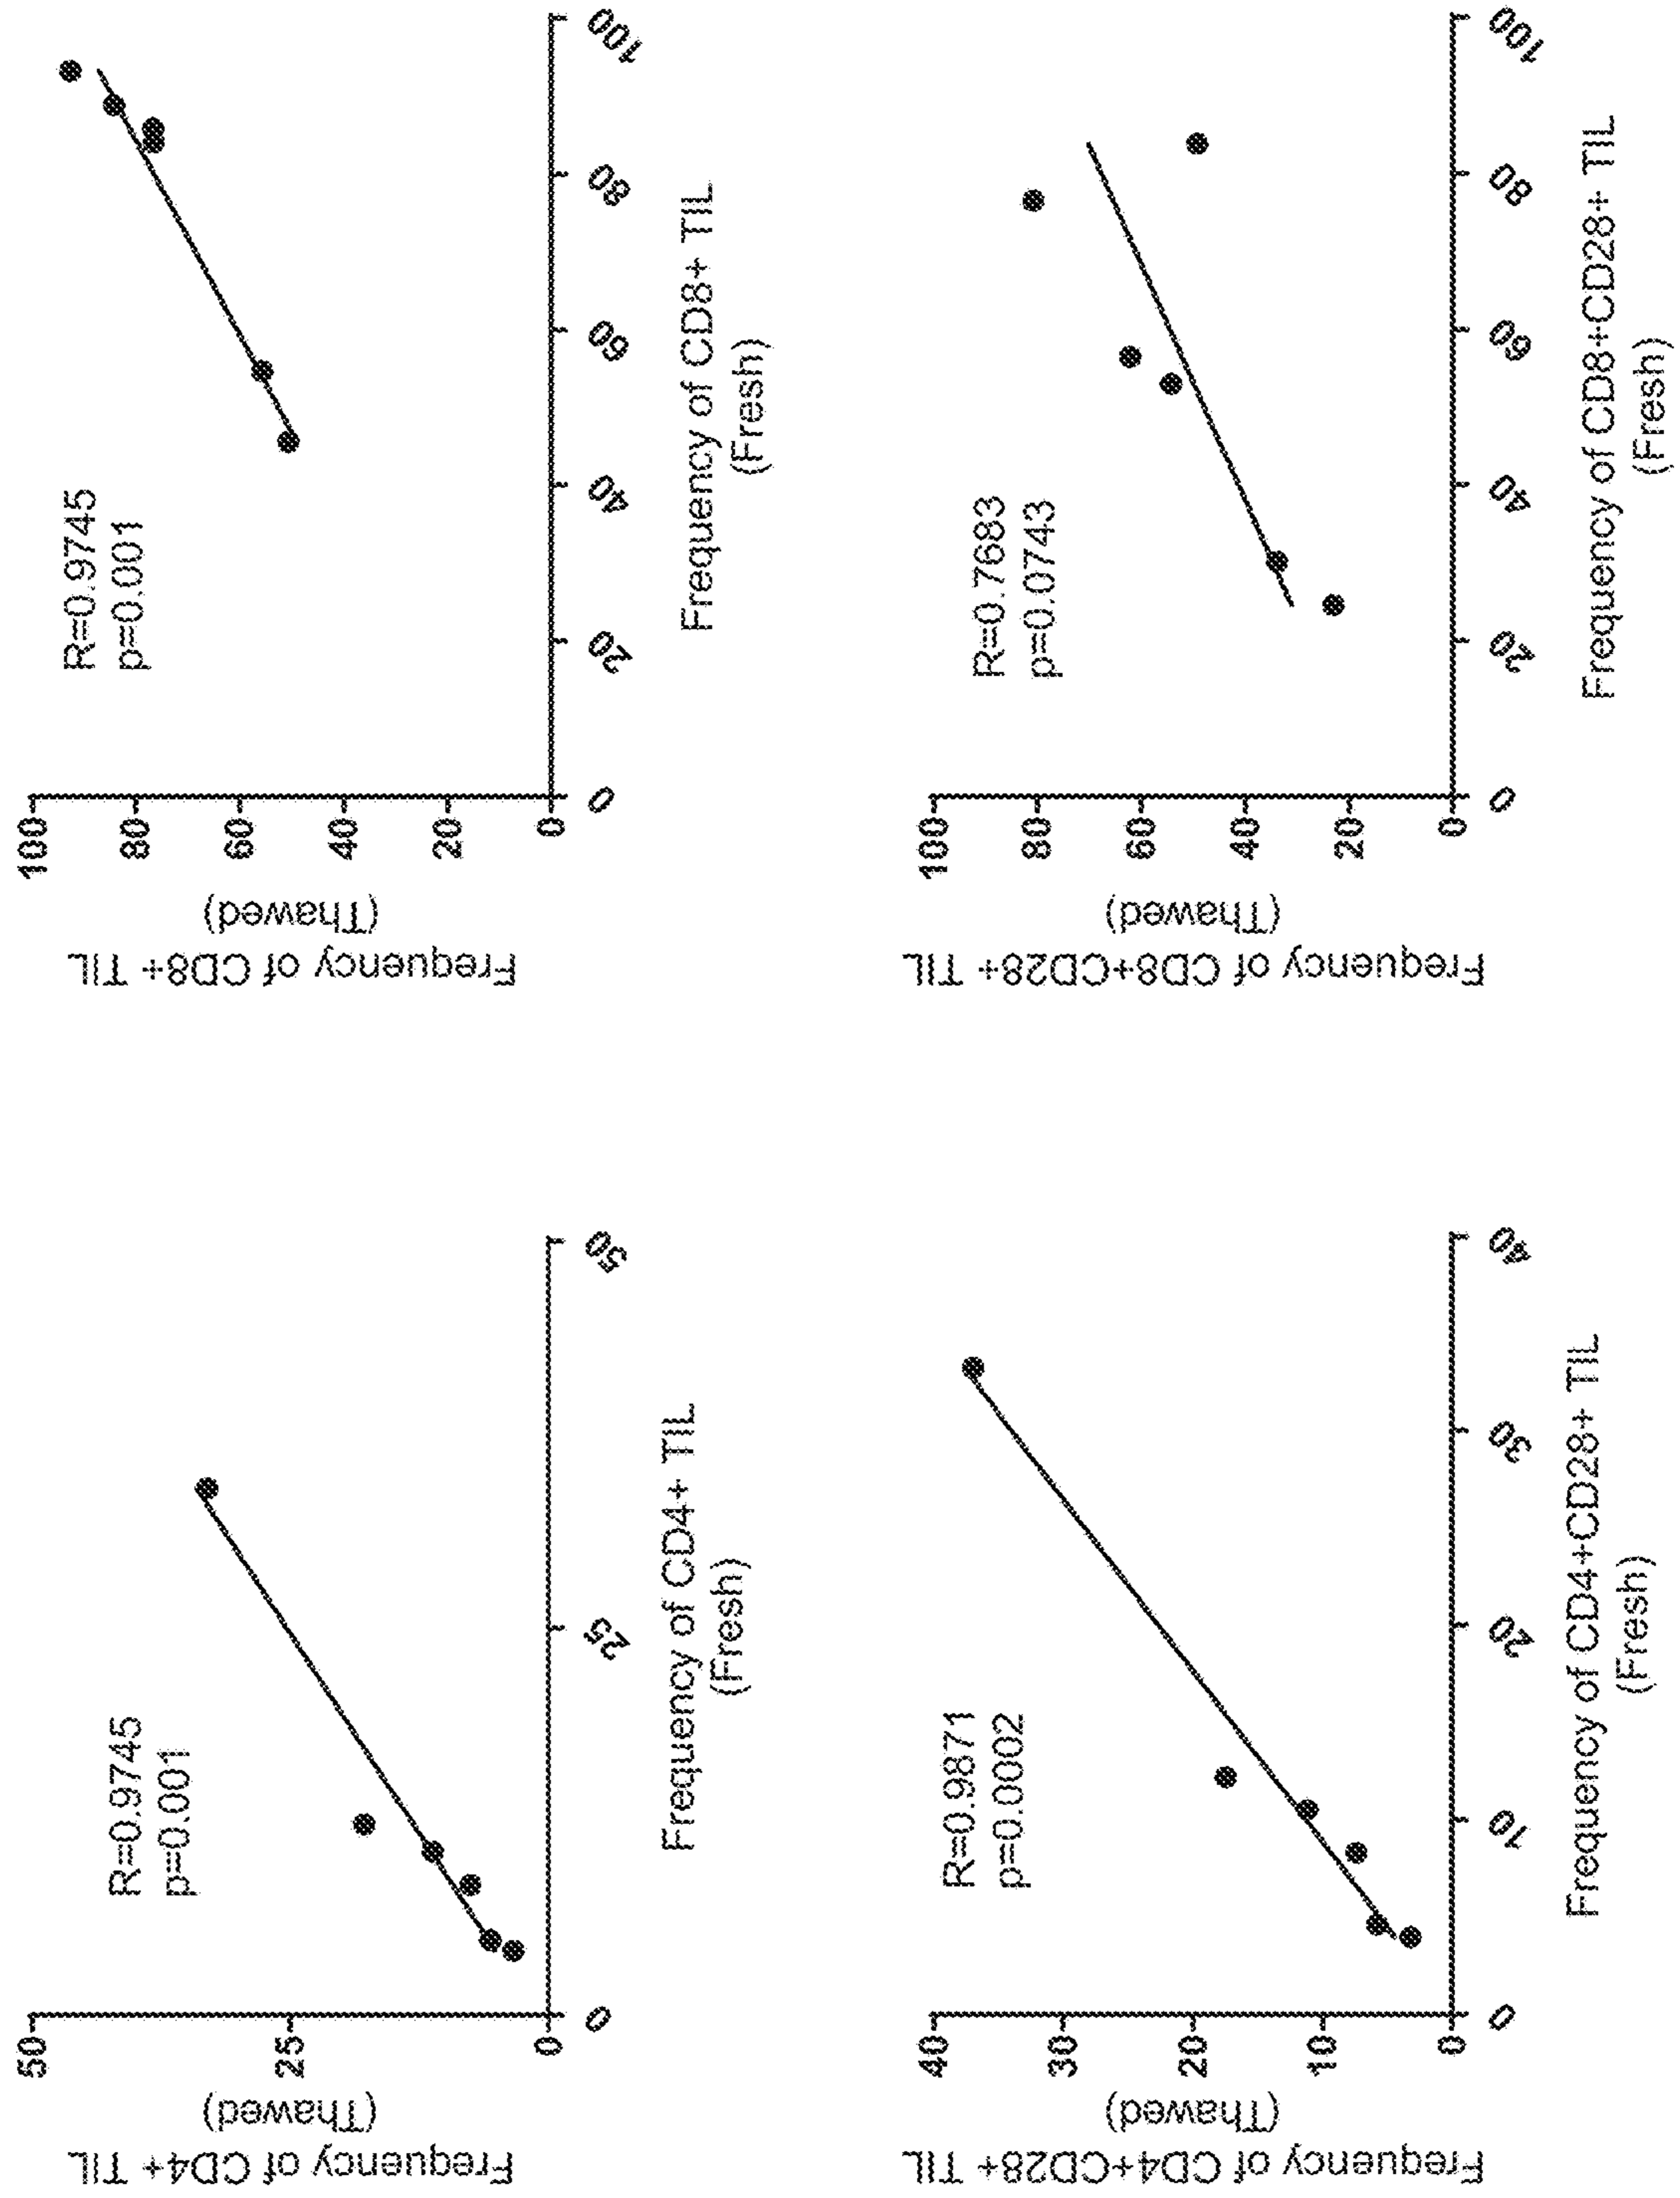 Frequency of CD4+ TIL
(Thawed)
50
25
0
R=0.9745
p=0.001
0
25
50
Frequency of CD4+ TIL
(Fresh)
Frequency of CD8+ TIL
(Thawed)
100
80
60
40
20
0
R=0.9745
p=0.001
0
20
40
60
80
100
Frequency of CD8+ TIL
(Fresh)
Frequency of CD4+CD28+ TIL
(Thawed)
40
30
20
10
0
R=0.9871
p=0.0002
0
10
20
30
40
Frequency of CD4+CD28+ TIL
(Fresh)
Frequency of CD8+CD28+ TIL
(Thawed)
100
80
60
40
20
0
R=0.7683
p=0.0743
0
20
40
60
80
100
Frequency of CD8+CD28+ TIL
(Fresh)